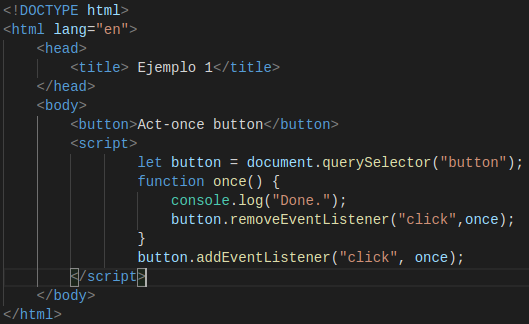 <!DOCTYPE html>
<html lang="en">
<head>
<title> Ejemplo 1</title>
</head>
<body>
<button>Act-once button</button>
<script>
let button = document.querySelector("button");
function once() {
console.log("Done.");
button.removeEventListener("click",once);
}
button.addEventListener("click", once);
</script>
</body>
</html>